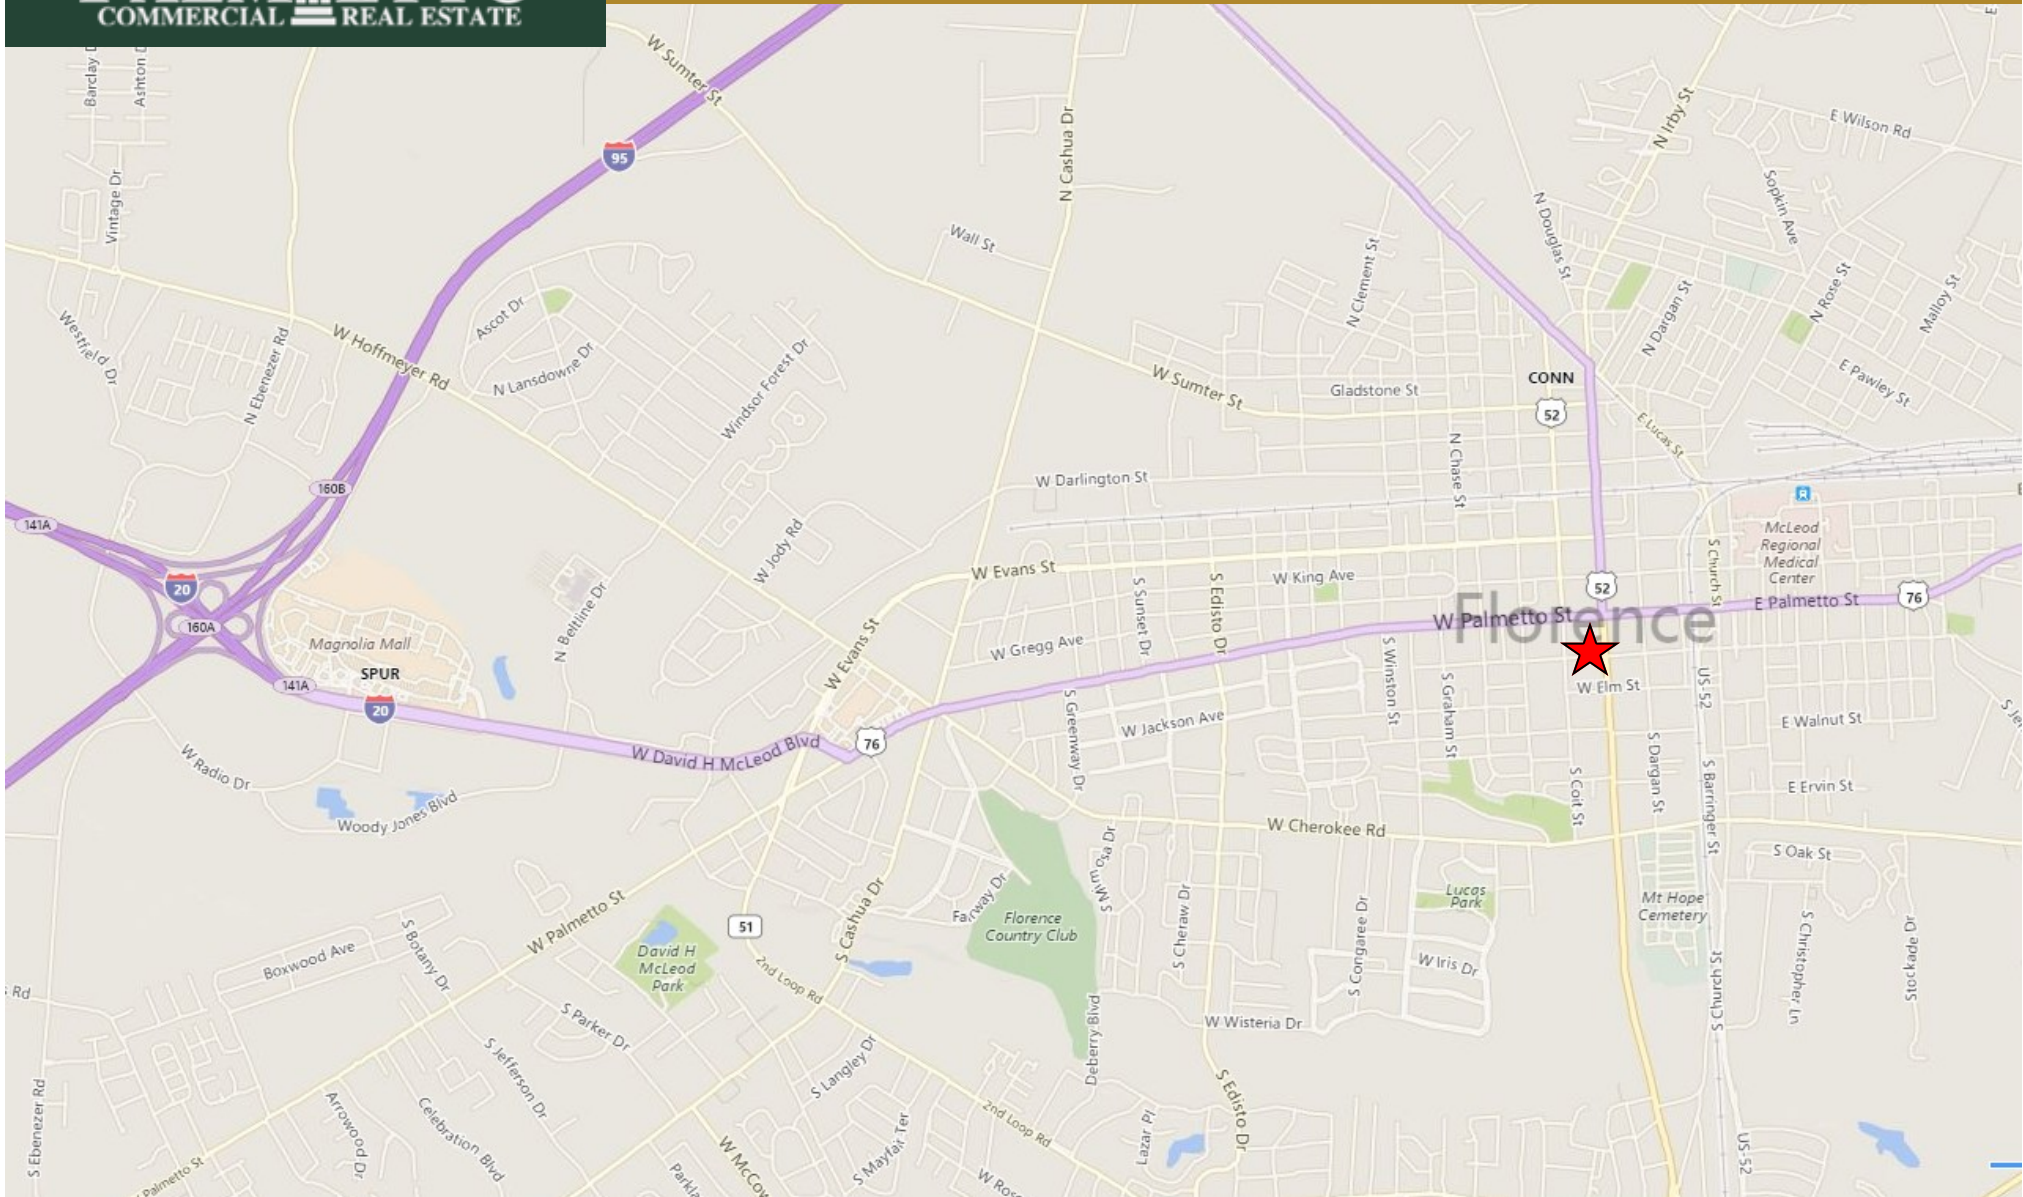 COMMERCIAL REAL ESTATE
W Sumter St
Ashton D
Vintage Dr
95
N Cashua Dr
N Irby St
E Wilson Rd
Sopkin Ave
N Douglas St
Wall St
N Clement St
N Rose St
Malloy St
N Dargan St
Westfield Dr
W Hoffmeyer Rd
N Ebenezer Rd
Ascot Dr
N Lansdowne Dr
Windsor Forest Dr
W Sumter St
Gladstone St
CONN
52
E Pawley St
E Lucas St
N Chase St
W Darlington St
160B
141A
20
160A
141A
W Jody Rd
N Beltline Dr
W Evans St
W King Ave
S Sunset Dr
S Edisto Dr
S Church St
McLeod
Regional
Medical
Center
52
E Palmetto St
76
W Palmetto St
Florence
Magnolia Mall
SPUR
20
W Evans St
W Gregg Ave
S Winston St
S Graham St
W Elm St
US-52
E Walnut St
S Greenway Dr
W Jackson Ave
W David H McLeod Blvd
76
W Radio Dr
Woody Jones Blvd
S Coit St
S Dargan St
S Barringer St
E Ervin St
W Cherokee Rd
S Oak St
S Mimosa Dr
Fairway Dr
Florence
Country Club
S Cheraw Dr
S Congaree Dr
Lucas
Park
W Iris Dr
Mt Hope
Cemetery
S Christopher Ln
Stockade Dr
S Church St
W Palmetto St
51
S Cashua Dr
David H
McLeod
Park
2nd Loop Rd
Boxwood Ave
S Botany Dr
Rd
S Parker Dr
S Jefferson Dr
S Langley Dr
Deberry Blvd
W Wisteria Dr
S Edisto Dr
2nd Loop Rd
Lazar Pl
US-52
S Ebenezer Rd
Arrowood Dr
Celebration Blvd
Palmetto St
S Mayfair Ter